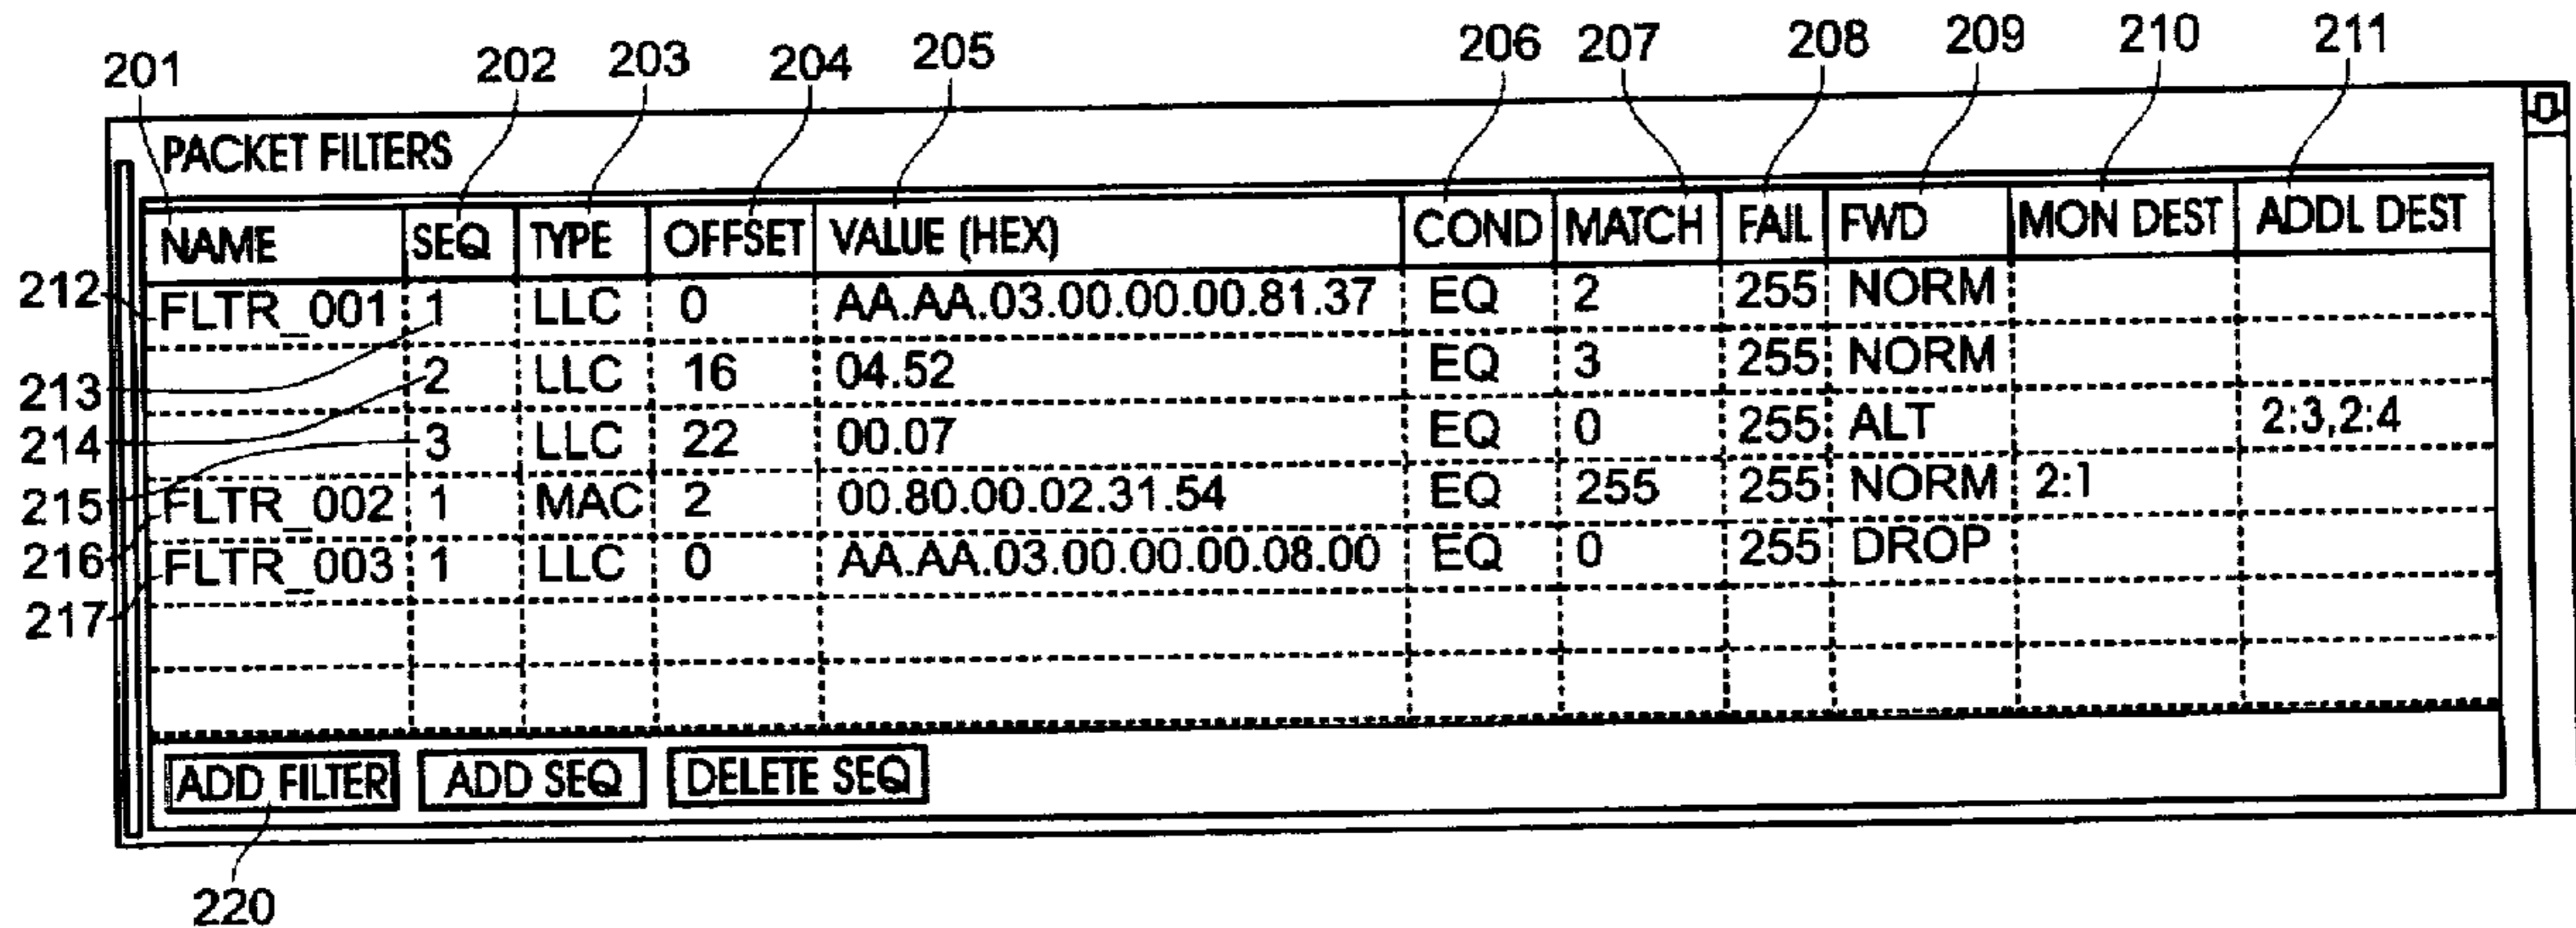 201 202 203 204 205 206 207 208 209 210 211
PACKET FILTERS
NAME SEQ TYPE OFFSET VALUE (HEX) COND MATCH FAIL FWD MON DEST ADDL DEST
212 FLTR_001 1 LLC 0 AA.AA.03.00.00.00.81.37 EQ 2 255 NORM
213 2 LLC 16 04.52 EQ 3 255 NORM
214 3 LLC 22 00.07 EQ 0 255 ALT 2:3,2:4
215 FLTR_002 1 MAC 2 00.80.00.02.31.54 EQ 255 255 NORM 2:1
216 FLTR_003 1 LLC 0 AA.AA.03.00.00.00.08.00 EQ 0 255 DROP
217
ADD FILTER ADD SEQ DELETE SEQ
220